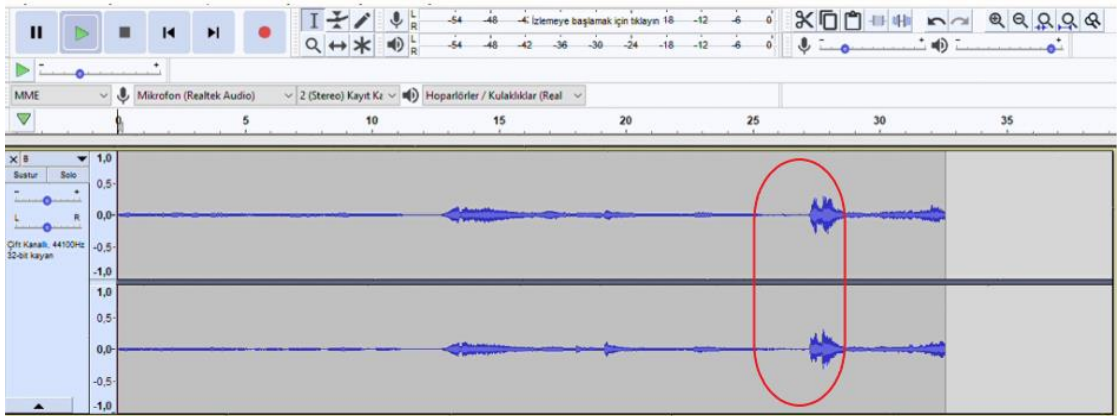 L R -54 -48 -4: İzlemeye başlamak için tıklayın 18 -12 -6 0
L R -54 -48 -42 -36 -30 -24 -18 -12 -6 0
- +
MME Mikrofon (Realtek Audio) 2 (Stereo) Kayıt Ka Hoparlörler / Kulaklıklar (Real
0 5 10 15 20 25 30 35
B
Sustur Solo
- +
L R
Çift Kanallı, 44100Hz
32-bit kayan
1,0
0,5-
0,0-
-0,5-
-1,0
1,0
0,5-
0,0-
-0,5-
-1,0